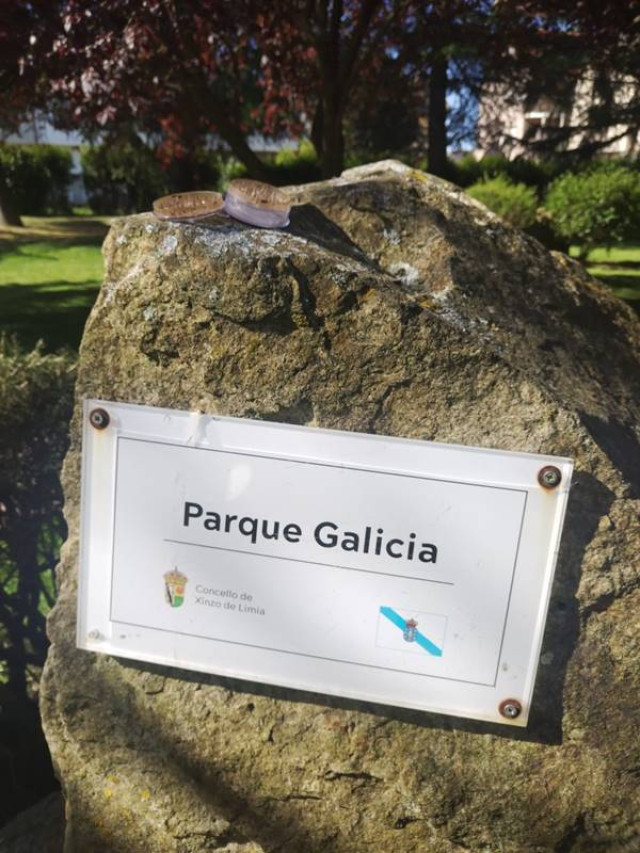 Parque Galicia
Concello de
Xinzo de Limia